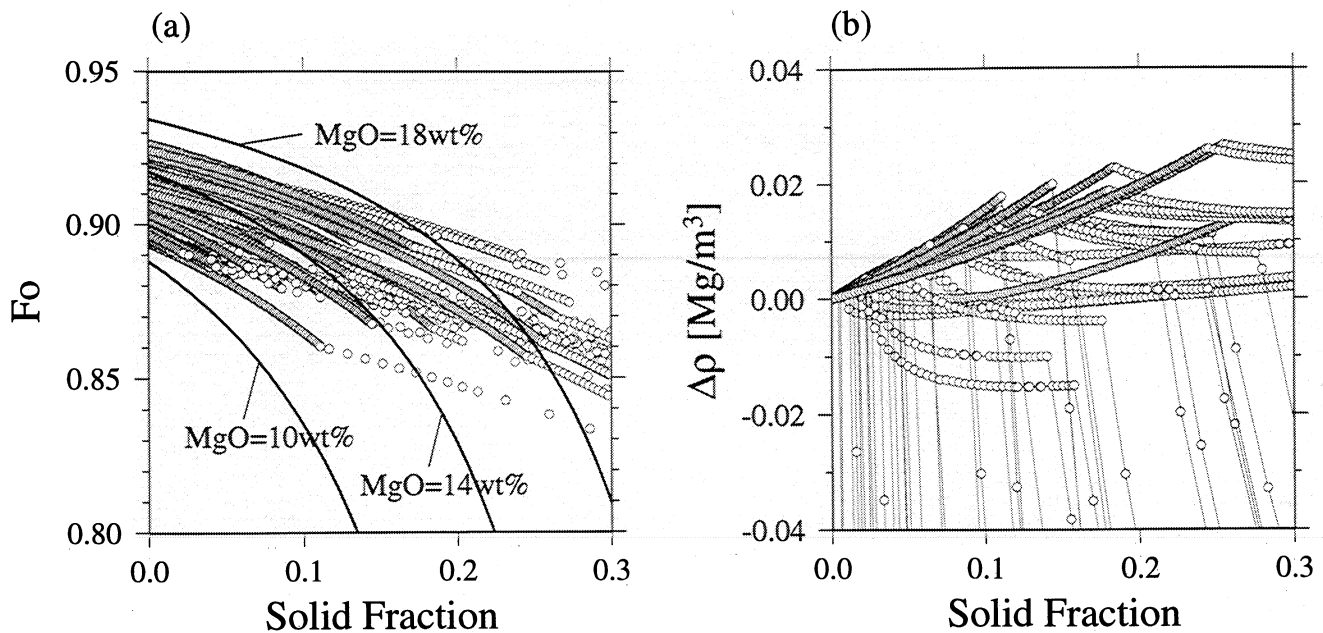 (a)
0.95
0.90
0.85
0.80
Fo
MgO=18wt%
MgO=10wt%
MgO=14wt%
0.0 0.1 0.2 0.3
Solid Fraction
(b)
0.04
0.02
0.00
-0.02
-0.04
Δρ [Mg/m³]
0.0 0.1 0.2 0.3
Solid Fraction